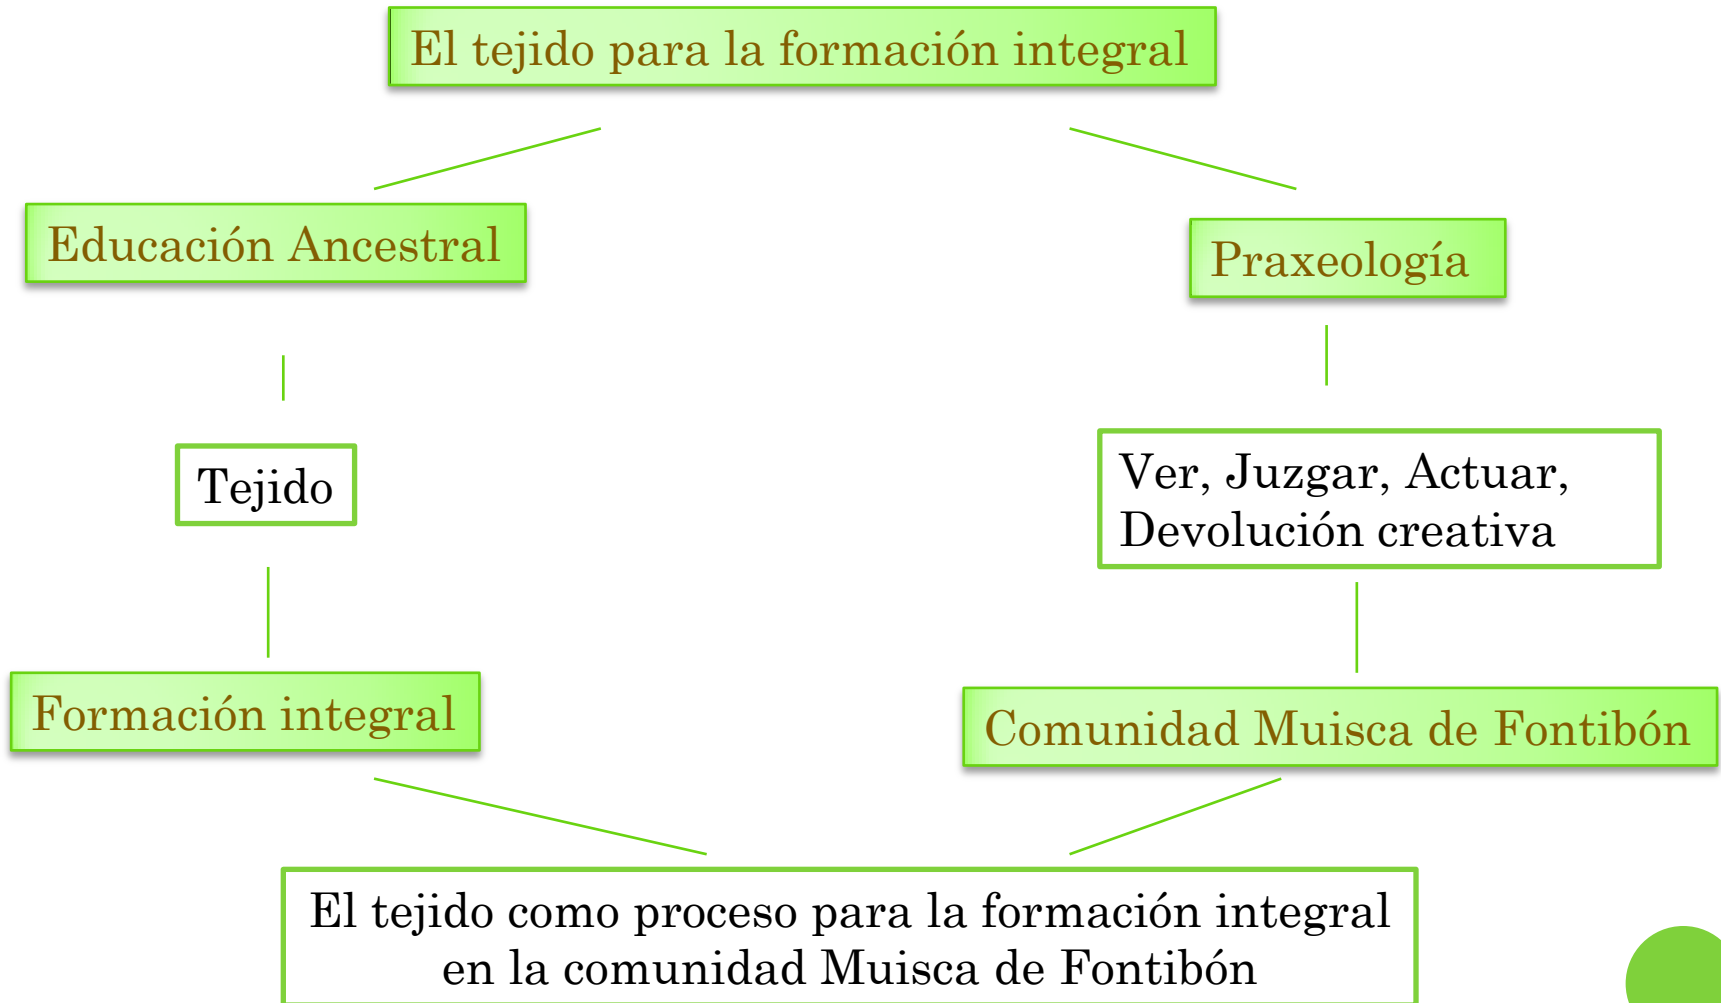 El tejido para la formación integral
Educación Ancestral
Praxeología
Tejido
Ver, Juzgar, Actuar,
Devolución creativa
Formación integral
Comunidad Muisca de Fontibón
El tejido como proceso para la formación integral
en la comunidad Muisca de Fontibón